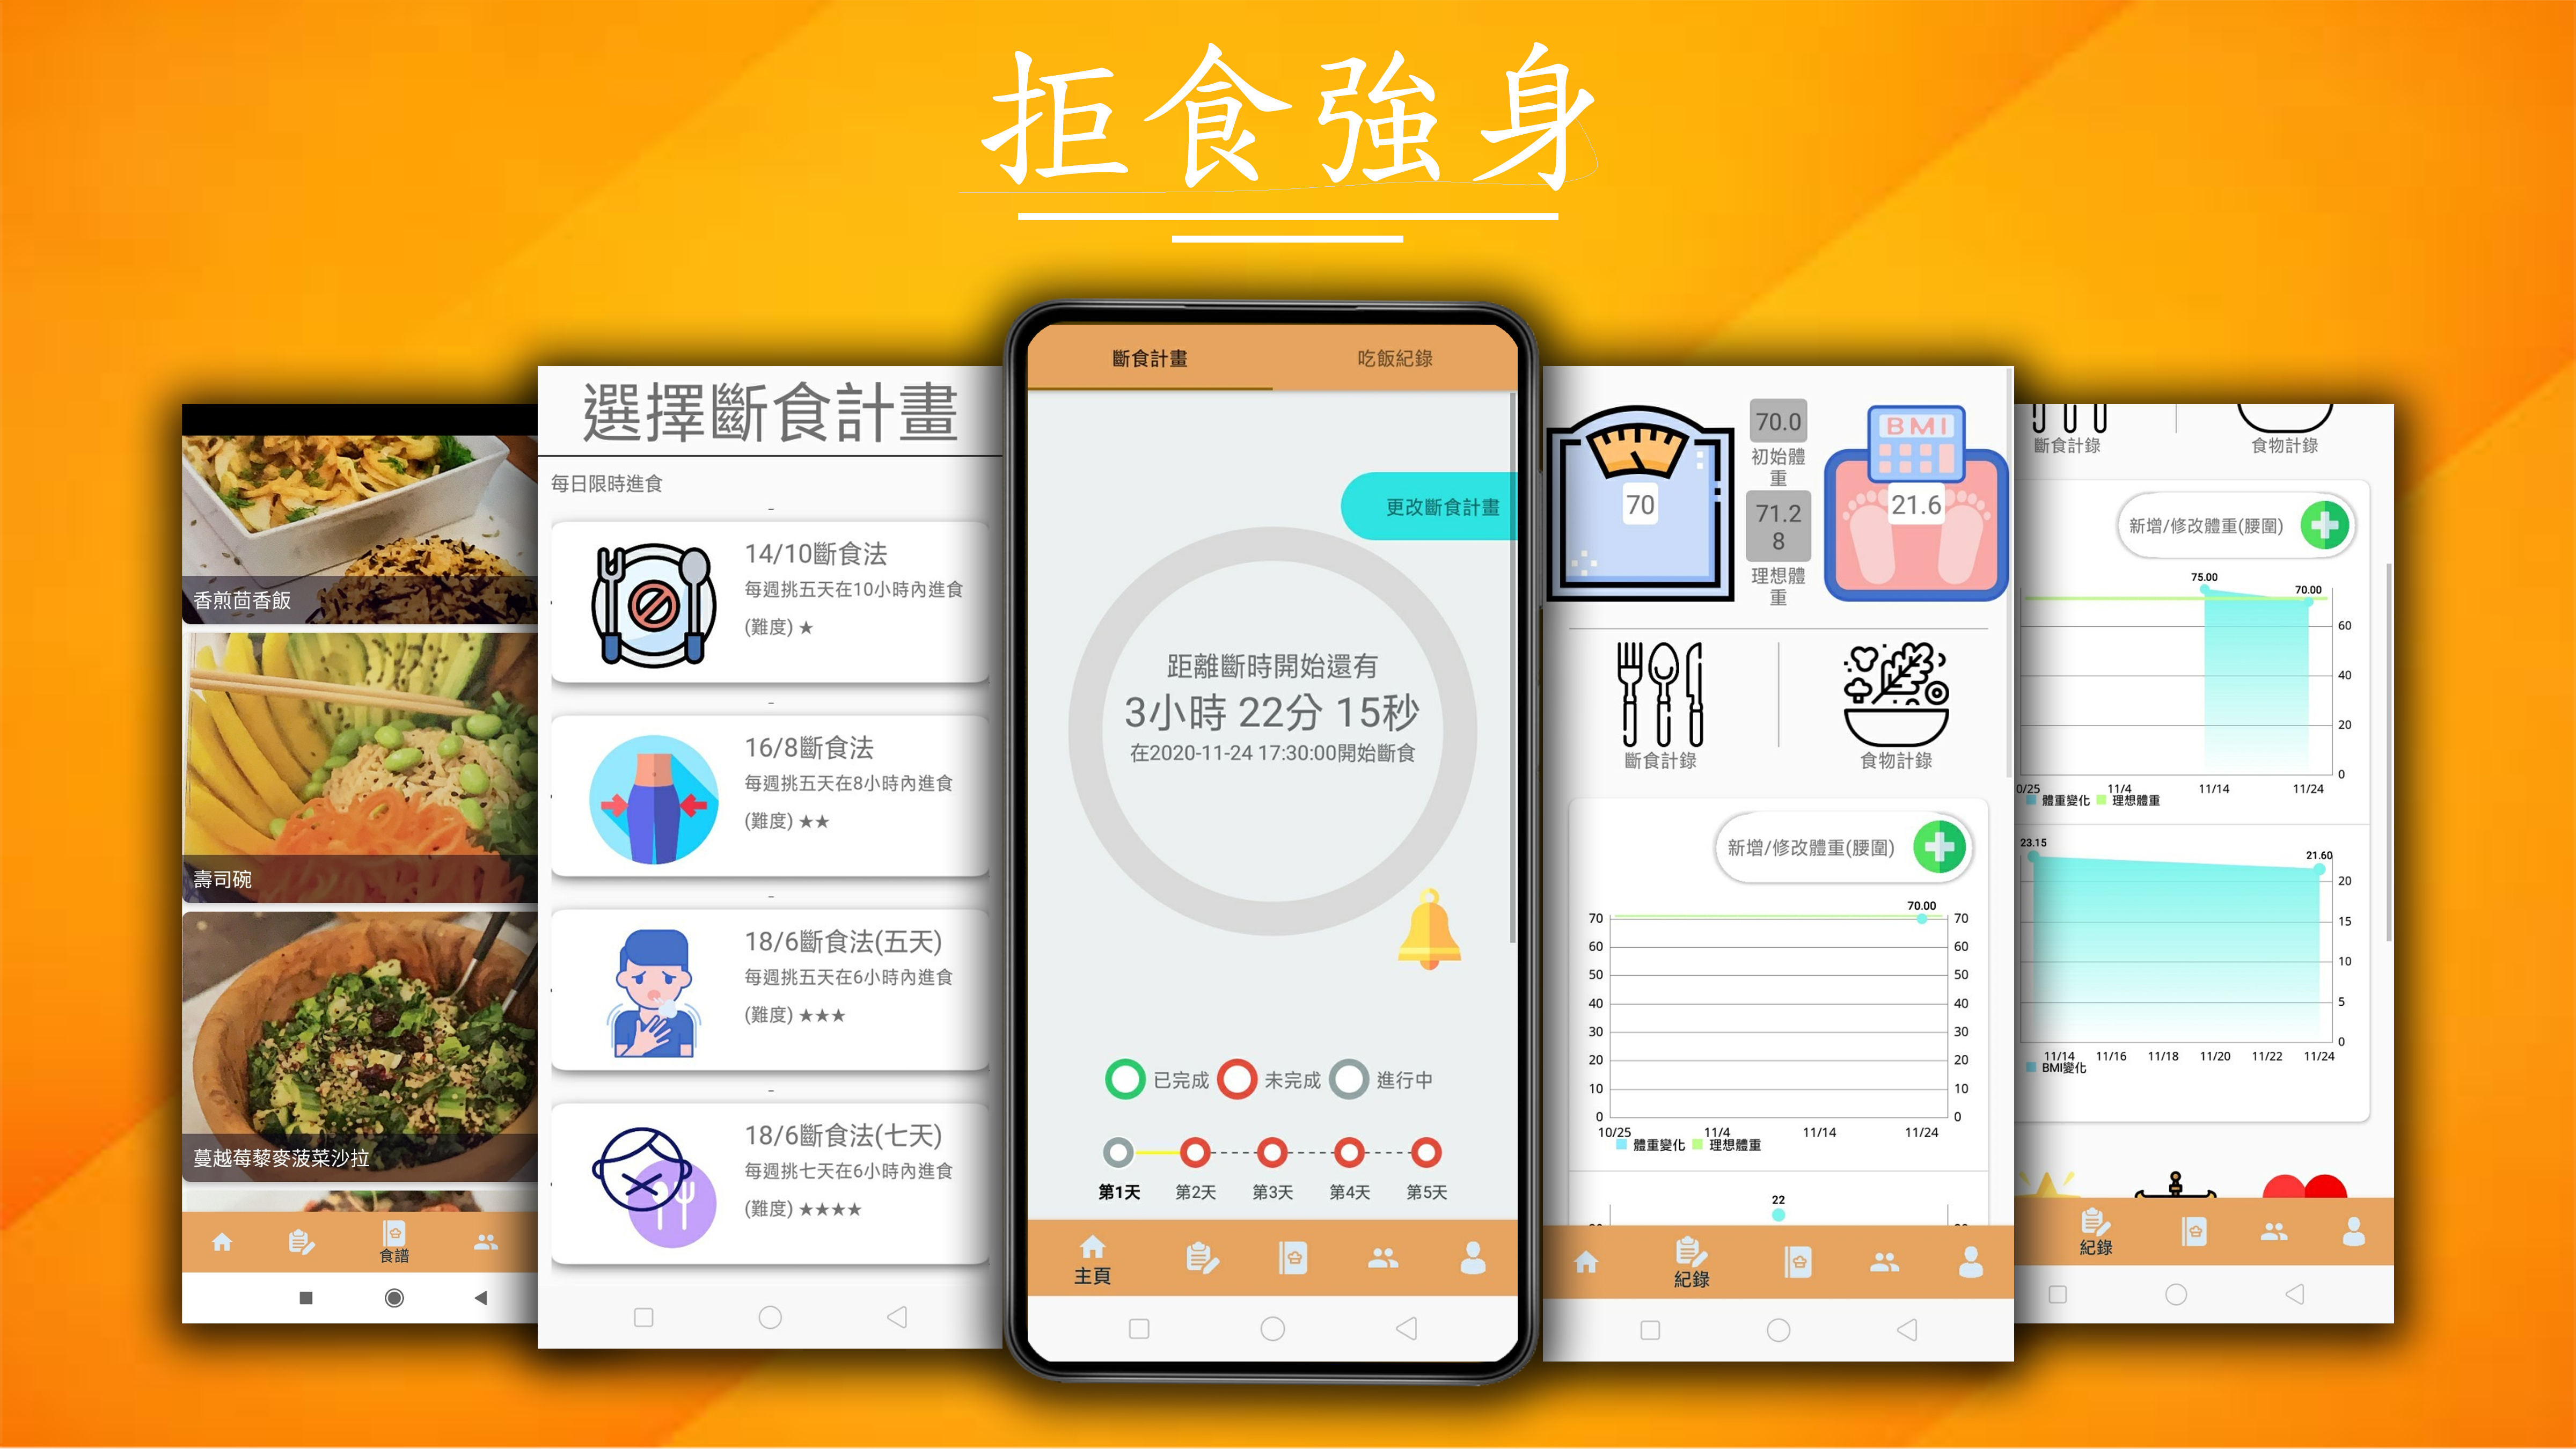 拒食強身
香煎茴香飯
壽司碗
蔓越莓藜麥菠菜沙拉
食譜
選擇斷食計畫
每日限時進食
-
14/10斷食法
每週挑五天在10小時內進食
(難度) ★
-
16/8斷食法
每週挑五天在8小時內進食
(難度) ★★
-
18/6斷食法(五天)
每週挑五天在6小時內進食
(難度) ★★★
-
18/6斷食法(七天)
每週挑七天在6小時內進食
(難度) ★★★★
斷食計畫 吃飯紀錄
更改斷食計畫
距離斷時開始還有
3小時 22分 15秒
在2020-11-24 17:30:00開始斷食
已完成 未完成 進行中
第1天 第2天 第3天 第4天 第5天
主頁
70
70.0
初始體
重
71.2
8
理想體
重
BMI
21.6
斷食計錄 食物計錄
新增/修改體重(腰圍)
70.00
70 70
60 60
50 50
40 40
30 30
20 20
10 10
0 0
10/25 11/4 11/14 11/24
體重變化 理想體重
22
紀錄
斷食計錄 食物計錄
新增/修改體重(腰圍)
75.00 70.00
60
40
20
0
0/25 11/4 11/14 11/24
體重變化 理想體重
23.15 21.60
20
15
10
5
0
11/14 11/16 11/18 11/20 11/22 11/24
BMI變化
紀錄